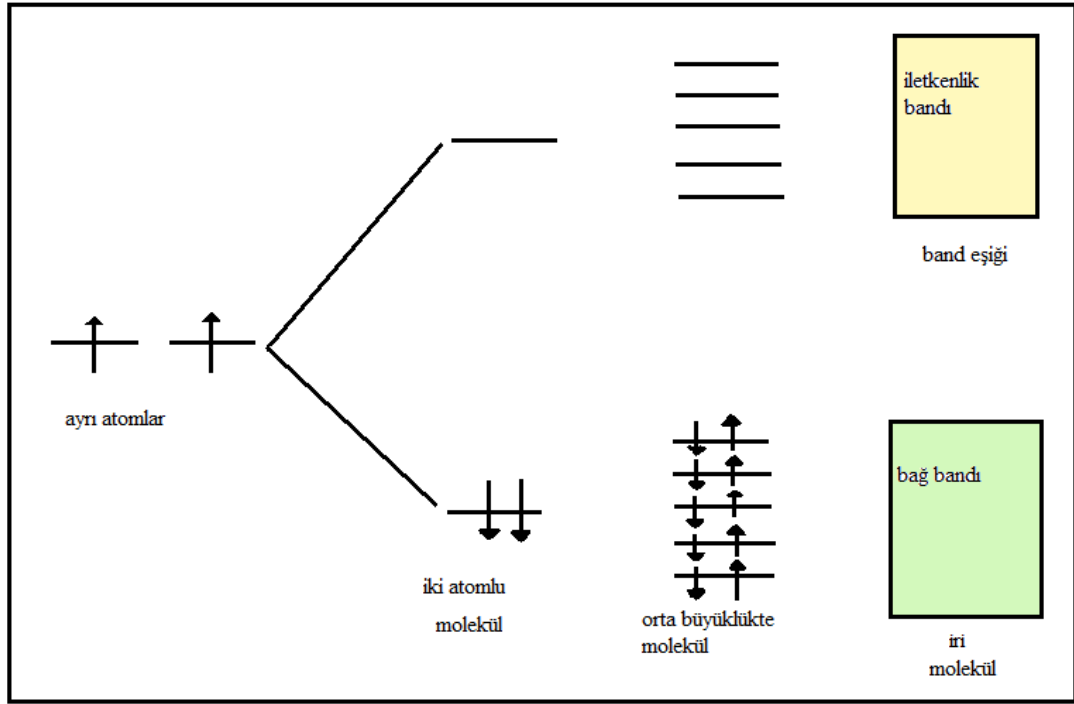 iletkenlik
bandı
band eşiği
ayrı atomlar
bağ bandı
iki atomlu
molekül
orta büyüklükte
molekül
iri
molekül